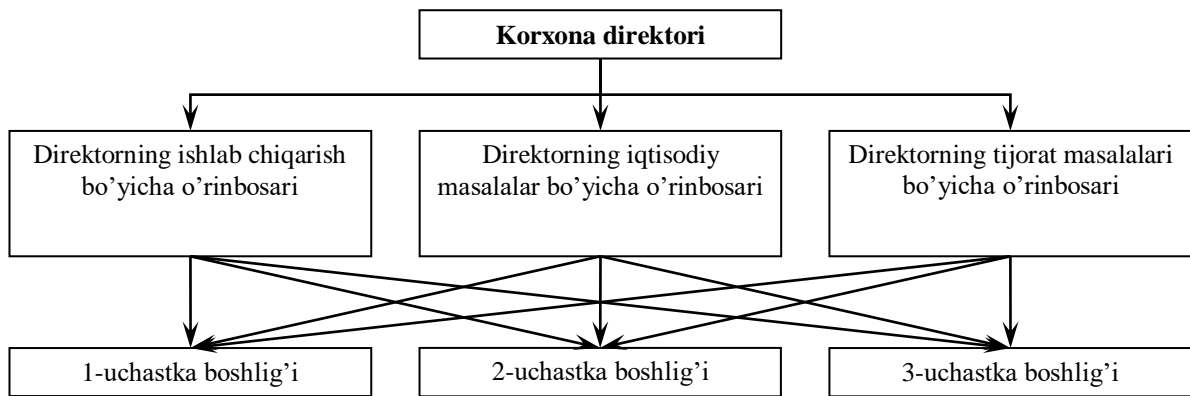 Korxona direktori
Direktorning ishlab chiqarish
bo’yicha o’rinbosari
Direktorning iqtisodiy
masalalar bo’yicha o’rinbosari
Direktorning tijorat masalalari
bo’yicha o’rinbosari
1-uchastka boshlig’i
2-uchastka boshlig’i
3-uchastka boshlig’i